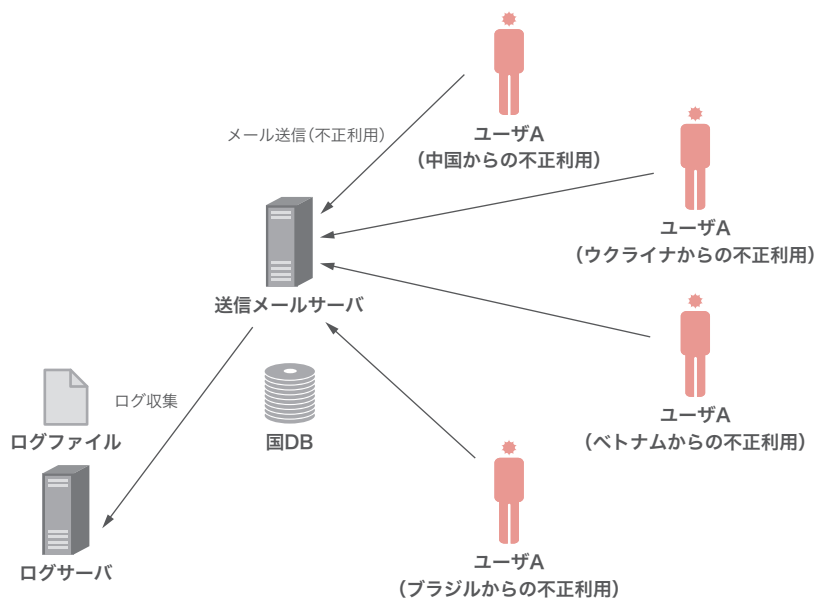 メール送信(不正利用)
ユーザA
(中国からの不正利用)
ユーザA
(ウクライナからの不正利用)
送信メールサーバ
ログ収集
ログファイル
国DB
ユーザA
(ベトナムからの不正利用)
ログサーバ
ユーザA
(ブラジルからの不正利用)